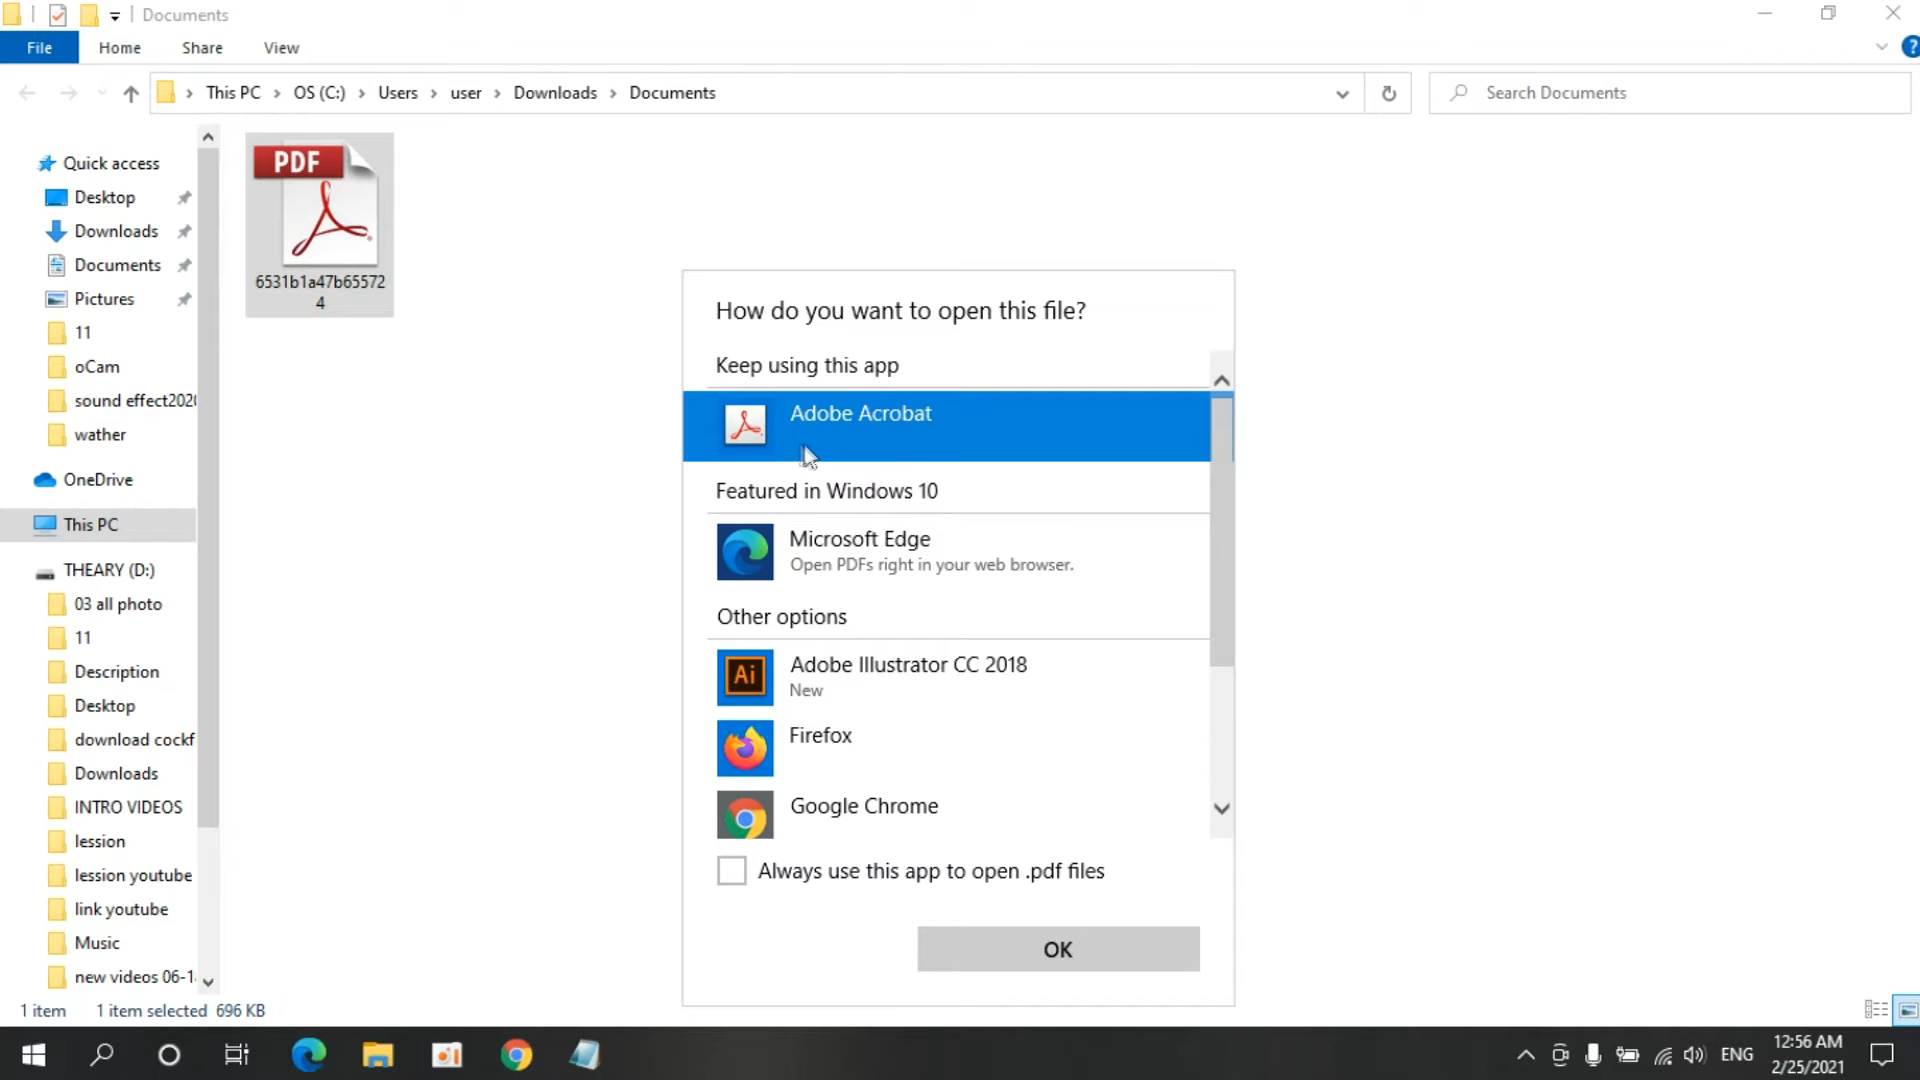 Documents
File
Home
Share
View
This PC
OS (C:)
Users
user
Downloads
Documents
Search Documents
Quick access
Desktop
Downloads
Documents
Pictures
11
oCam
sound effect202
wather
OneDrive
This PC
THEARY (D:)
03 all photo
11
Description
Desktop
download cockf
Downloads
INTRO VIDEOS
lession
lession youtube
link youtube
Music
new videos 06-1
PDF
6531b1a47b65572
4
How do you want to open this file?
Keep using this app
Adobe Acrobat
Featured in Windows 10
Microsoft Edge
Open PDFs right in your web browser.
Other options
Ai
Adobe Illustrator CC 2018
New
Firefox
Google Chrome
Always use this app to open .pdf files
OK
1 item
1 item selected 696 KB
ENG
12:56 AM
2/25/2021